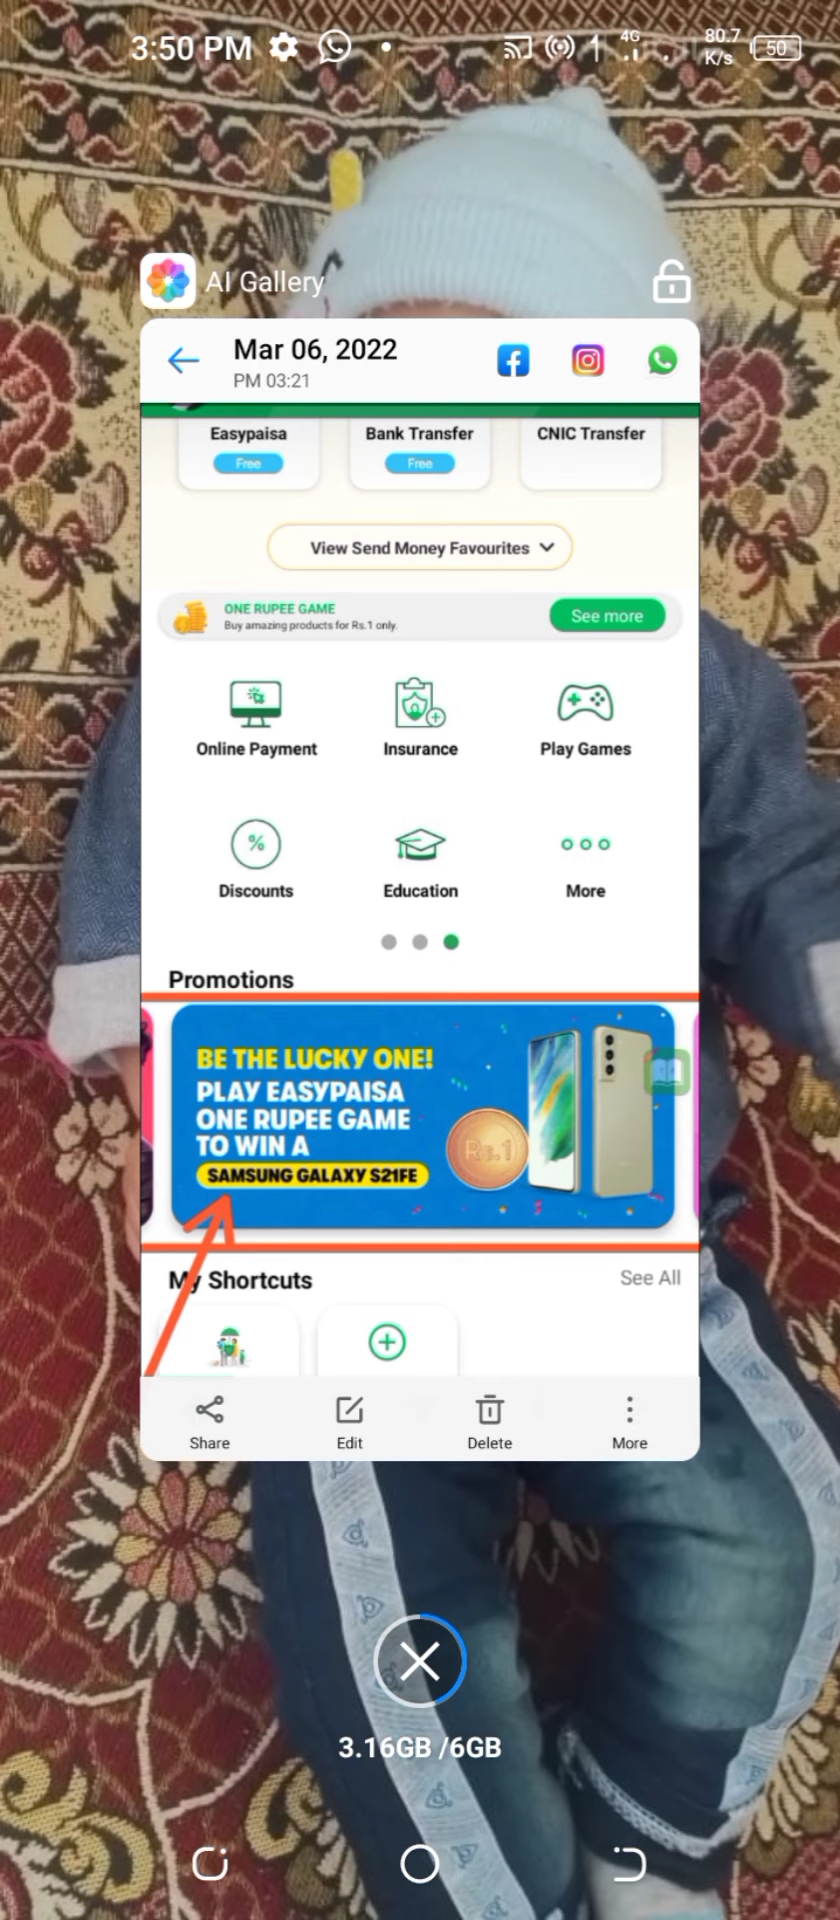 3:50 PM
4G
80.7
K/s
50
AI Gallery
Mar 06, 2022
PM 03:21
Easypaisa
Bank Transfer
CNIC Transfer
Free
Free
View Send Money Favourites
ONE RUPEE GAME
Buy amazing products for Rs.1 only.
See more
Online Payment
Insurance
Play Games
%
Discounts
Education
More
Promotions
BE THE LUCKY ONE!
PLAY EASYPAISA
ONE RUPEE GAME
TO WIN A
SAMSUNG GALAXY S21FE
Rs.1
My Shortcuts
See All
Share
Edit
Delete
More
3.16GB /6GB